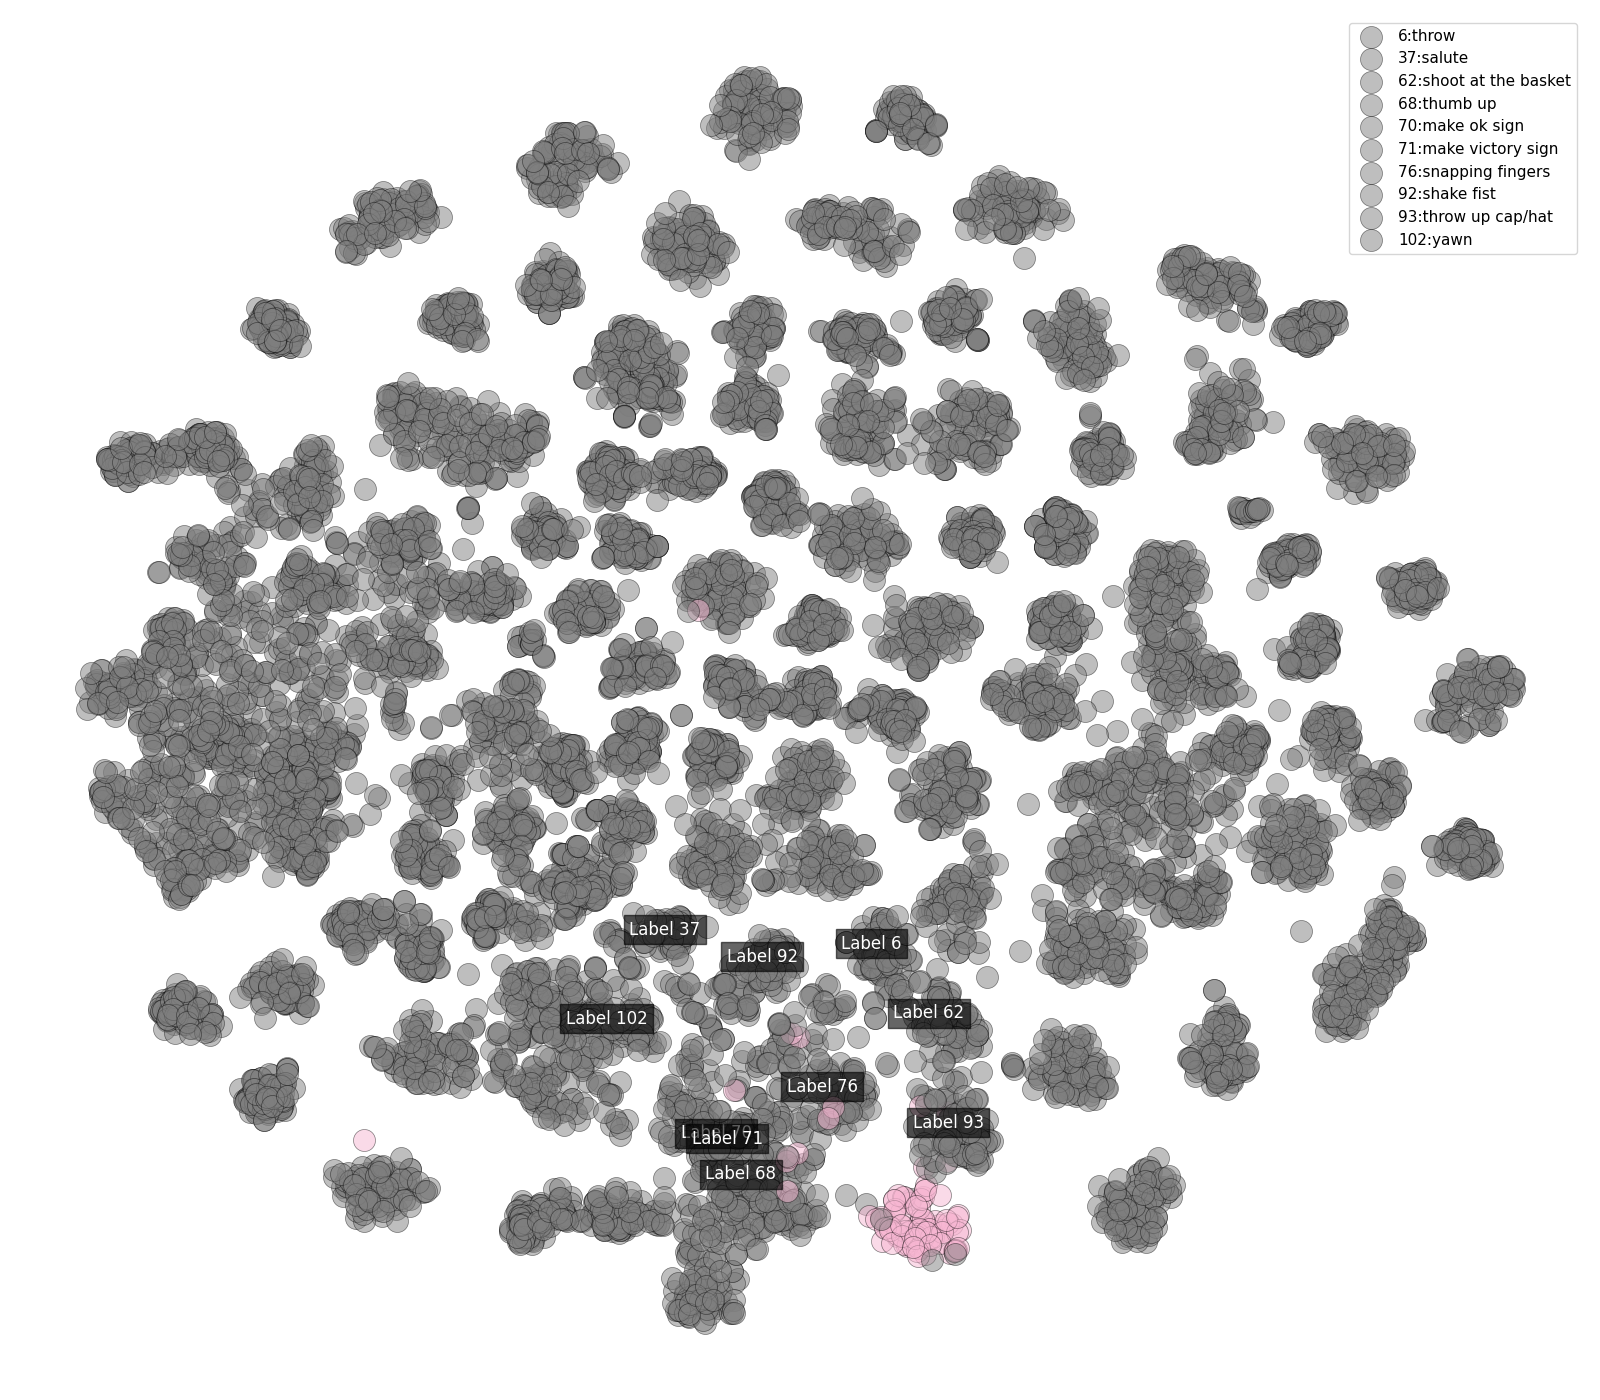 6:throw
37:salute
62:shoot at the basket
68:thumb up
70:make ok sign
71:make victory sign
76:snapping fingers
92:shake fist
93:throw up cap/hat
102:yawn
Label 37
Label 92
Label 6
Label 102
Label 62
Label 76
Label 93
Label 71
Label 68